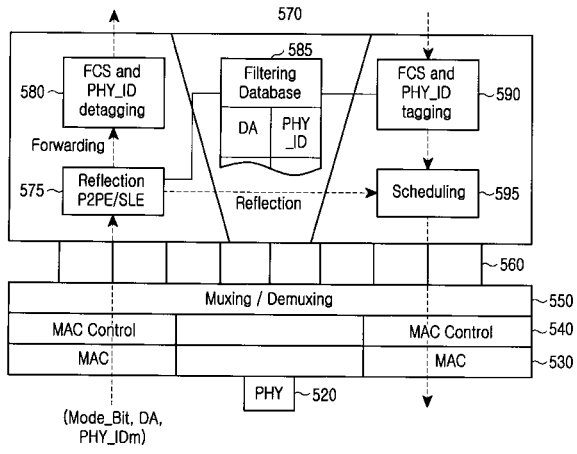 570
580
FCS and
PHY_ID
detagging
585
Filtering
Database
DA
PHY
_ID
FCS and
PHY_ID
tagging
590
Forwarding
575
Reflection
P2PE/SLE
Reflection
Scheduling
595
560
Muxing / Demuxing
550
MAC Control
MAC Control
540
MAC
MAC
530
PHY
520
(Mode_Bit, DA,
PHY_IDm)